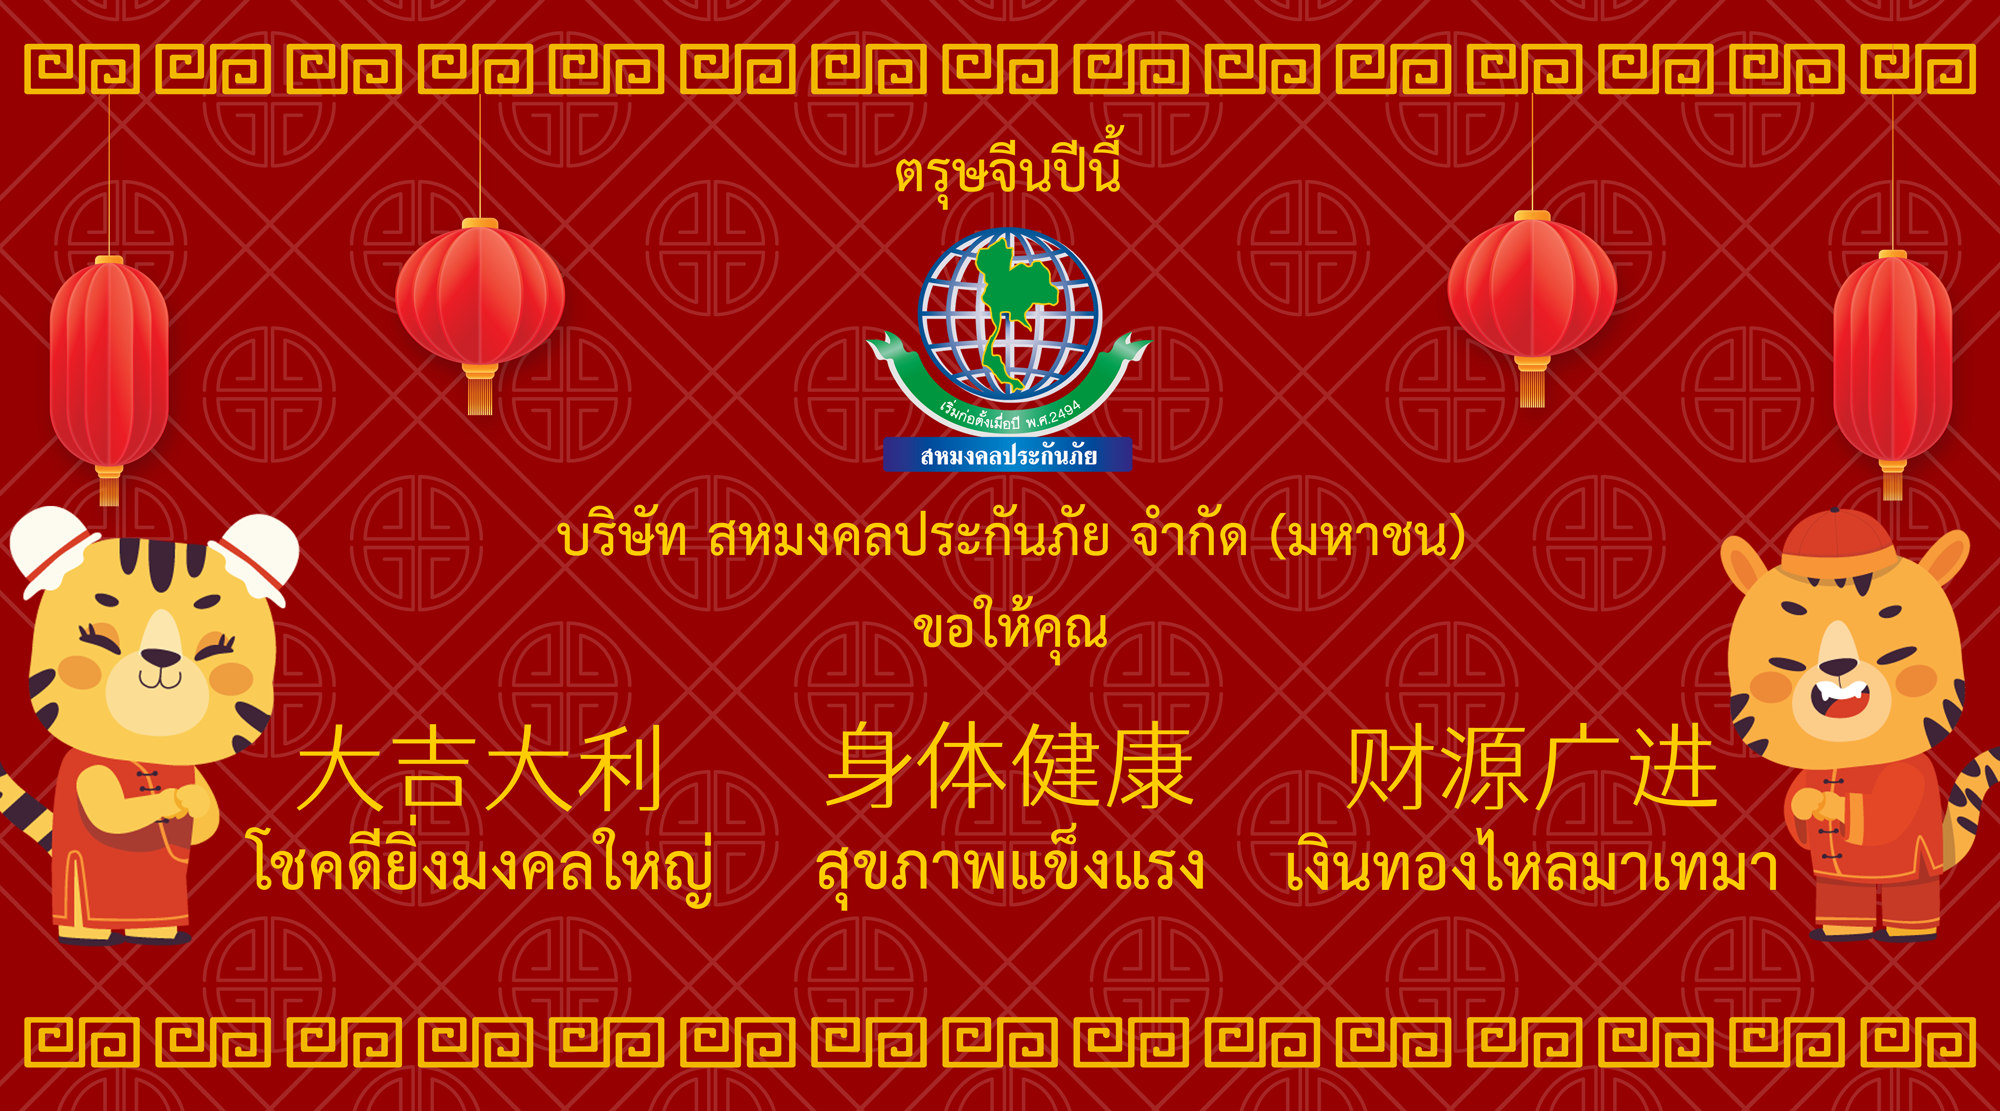 ตรุษจีนปีนี้
เริ่มก่อตั้งเมื่อปี พ.ศ.2494
สหมงคลประกันภัย
บริษัท สหมงคลประกันภัย จำกัด (มหาชน)
ขอให้คุณ
大吉大利 身体健康 财源广进
โชคดียิ่งมงคลใหญ่ สุขภาพแข็งแรง เงินทองไหลมาเทมา